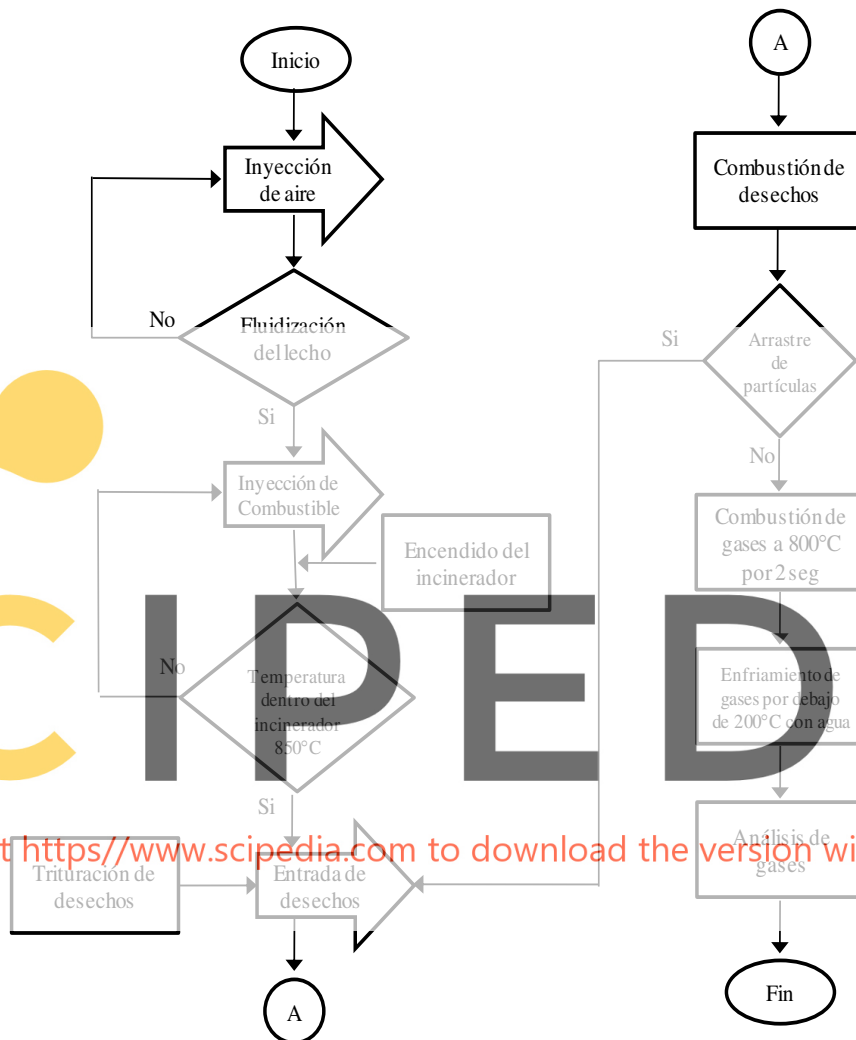 Inicio
Inyección
de aire
No
Fluidización
del lecho
Si
Inyección de
Combustible
Encendido del
incinerador
No
Temperatura
dentro del
incinerador
850°C
Si
Trituración de
desechos
Entrada de
desechos
A
A
Combustión de
desechos
Si
Arrastre
de
partículas
No
Combustión de
gases a 800°C
por 2 seg
Enfriamiento de
gases por debajo
de 200°C con agua
Análisis de
gases
Fin
CIPED
t https//www.scipedia.com to download the version wi